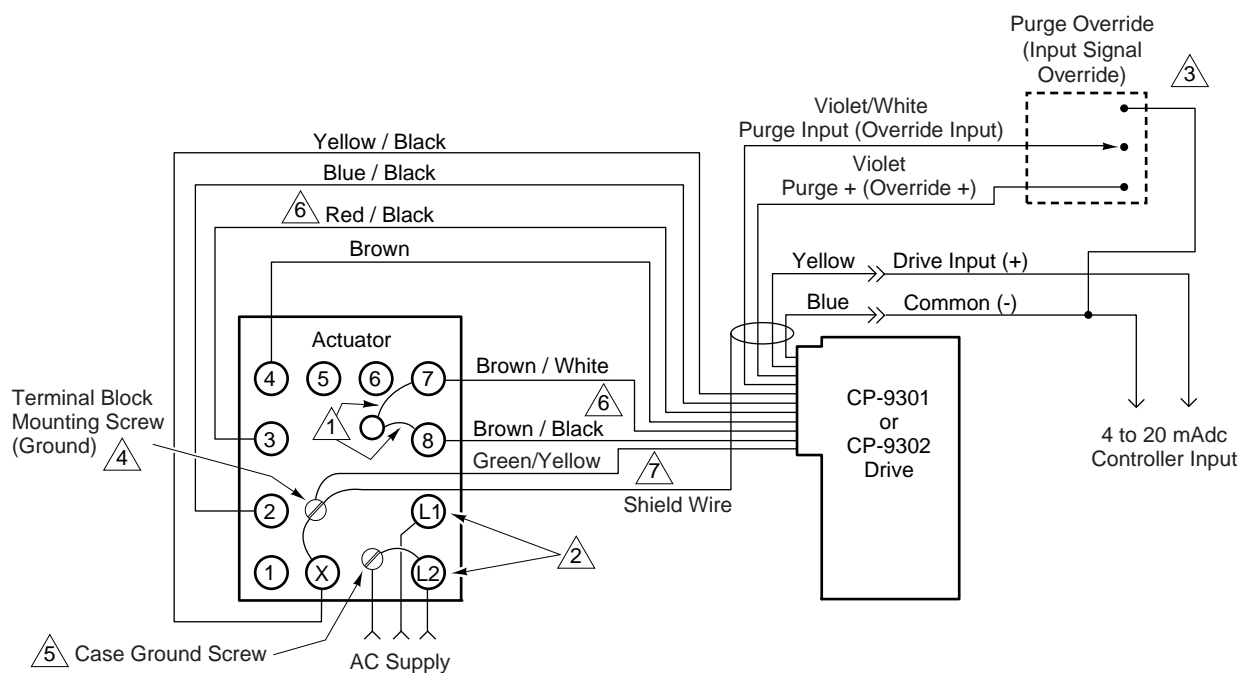 Purge Override
(Input Signal
Override)
3
Violet/White
Purge Input (Override Input)
Violet
Purge + (Override +)
Yellow / Black
Blue / Black
6
Red / Black
Brown
Yellow
Drive Input (+)
Blue
Common (-)
Actuator
4
5
6
7
Brown / White
6
Terminal Block
Mounting Screw
(Ground)
4
1
3
8
Brown / Black
Green/Yellow
7
Shield Wire
CP-9301
or
CP-9302
Drive
4 to 20 mAdc
Controller Input
2
L1
2
1
X
L2
5
Case Ground Screw
AC Supply